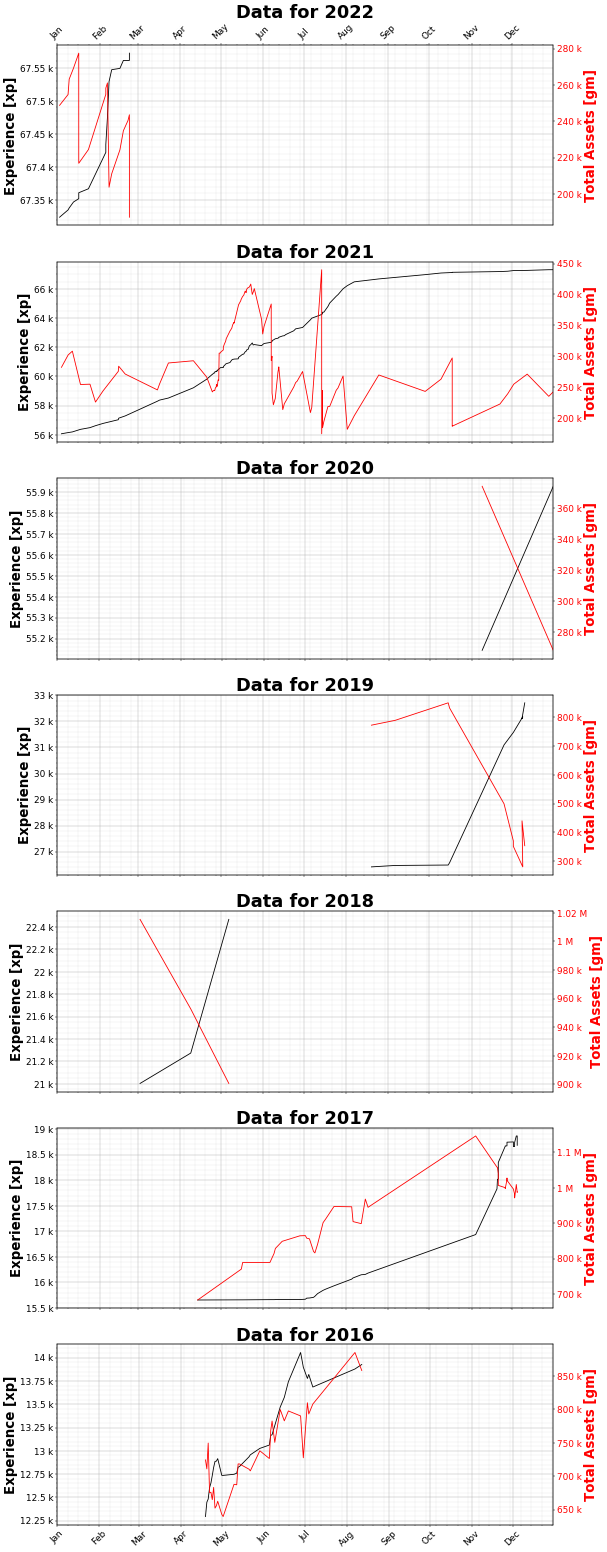 Data for 2022
Jan Feb Mar Apr May Jun Jul Aug Sep Oct Nov Dec
Experience [xp]
67.55 k
67.5 k
67.45 k
67.4 k
67.35 k
280 k
260 k
240 k
220 k
200 k
Total Assets [gm]
Data for 2021
Experience [xp]
66 k
64 k
62 k
60 k
58 k
56 k
450 k
400 k
350 k
300 k
250 k
200 k
Total Assets [gm]
Data for 2020
Experience [xp]
55.9 k
55.8 k
55.7 k
55.6 k
55.5 k
55.4 k
55.3 k
55.2 k
360 k
340 k
320 k
300 k
280 k
Total Assets [gm]
Data for 2019
Experience [xp]
33 k
32 k
31 k
30 k
29 k
28 k
27 k
800 k
700 k
600 k
500 k
400 k
300 k
Total Assets [gm]
Data for 2018
Experience [xp]
22.4 k
22.2 k
22 k
21.8 k
21.6 k
21.4 k
21.2 k
21 k
1.02 M
1 M
980 k
960 k
940 k
920 k
900 k
Total Assets [gm]
Data for 2017
Experience [xp]
19 k
18.5 k
18 k
17.5 k
17 k
16.5 k
16 k
15.5 k
1.1 M
1 M
900 k
800 k
700 k
Total Assets [gm]
Data for 2016
Experience [xp]
14 k
13.75 k
13.5 k
13.25 k
13 k
12.75 k
12.5 k
12.25 k
850 k
800 k
750 k
700 k
650 k
Total Assets [gm]
Jan Feb Mar Apr May Jun Jul Aug Sep Oct Nov Dec